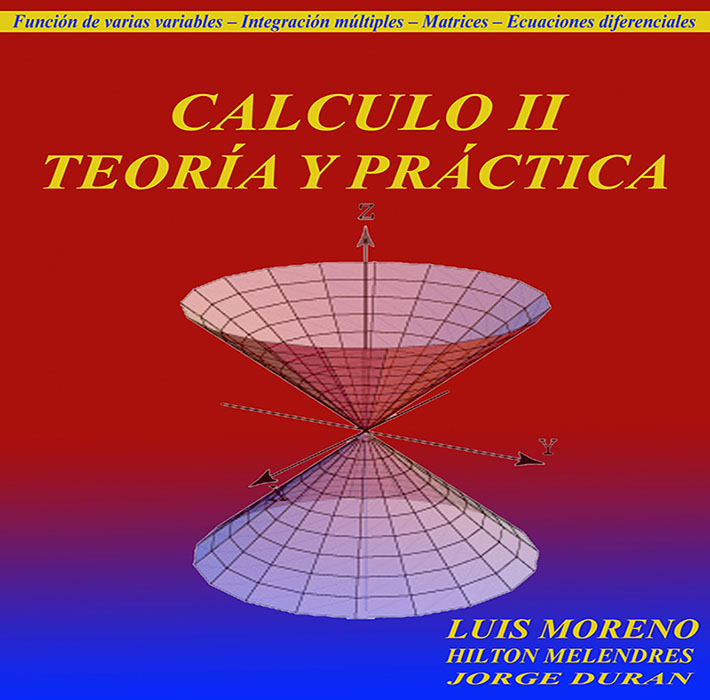 Función de varias variables – Integración múltiples – Matrices – Ecuaciones diferenciales
CALCULO II
TEORÍA Y PRÁCTICA
Z
Y
X
LUIS MORENO
HILTON MELENDRES
JORGE DURAN